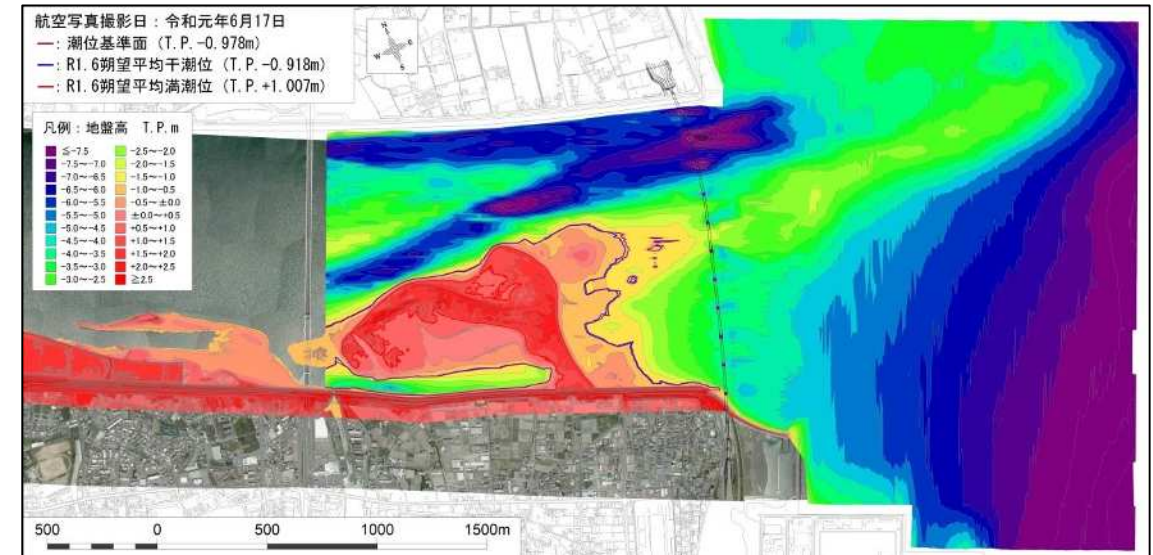 航空写真撮影日：令和元年6月17日
―: 潮位基準面 (T.P.-0.978m)
―: R1.6朔望平均干潮位 (T.P.-0.918m)
―: R1.6朔望平均満潮位 (T.P.+1.007m)
N
W E
S
凡例：地盤高 T.P.m
≦-7.5 -2.5～-2.0
-7.5～-7.0 -2.0～-1.5
-7.0～-6.5 -1.5～-1.0
-6.5～-6.0 -1.0～-0.5
-6.0～-5.5 -0.5～±0.0
-5.5～-5.0 ±0.0～+0.5
-5.0～-4.5 +0.5～+1.0
-4.5～-4.0 +1.0～+1.5
-4.0～-3.5 +1.5～+2.0
-3.5～-3.0 +2.0～+2.5
-3.0～-2.5 ≧2.5
500 0 500 1000 1500m